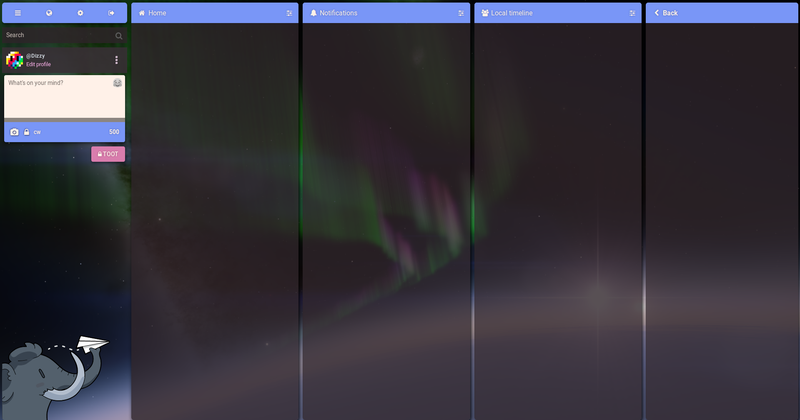 Home
Notifications
Local timeline
Back
Search
@Dizzy
Edit profile
What's on your mind?
CW
500
TOOT